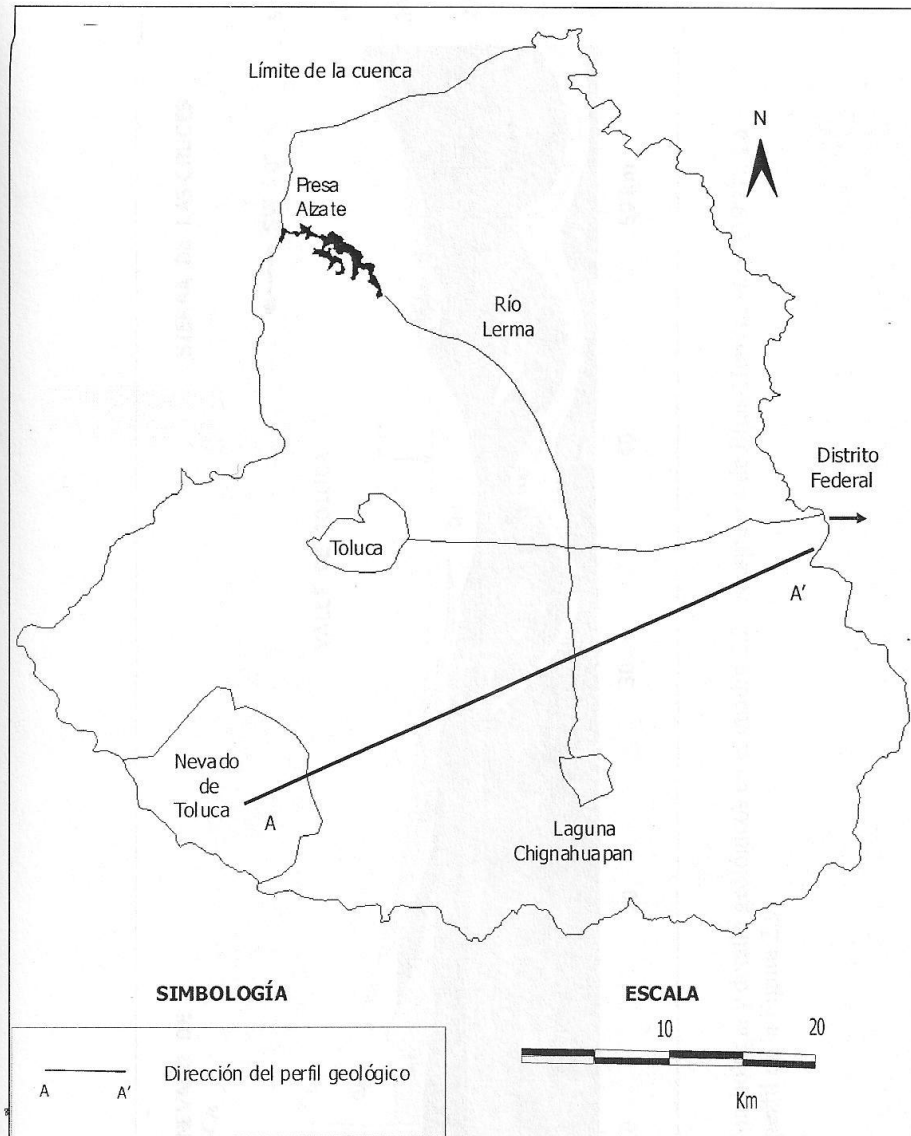 Límite de la cuenca
N
Presa
Alzate
Río
Lerma
Distrito
Federal
Toluca
A'
Nevado
de
Toluca
A
Laguna
Chignahuapan
SIMBOLOGÍA
ESCALA
10 20
Km
A A'
Dirección del perfil geológico